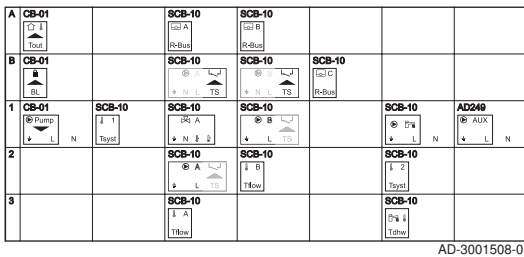 A CB-01 SCB-10 SCB-10
A B
Tout R-Bus R-Bus
B CB-01 SCB-10 SCB-10 SCB-10
A B C
BL N L TS N L TS R-Bus
1 CB-01 SCB-10 SCB-10 SCB-10 SCB-10 AD249
Pump 1 A B AUX
L N Tsyst N L TS L N L N
2 SCB-10 SCB-10 SCB-10
A B 2
L TS Tflow Tsyst
3 SCB-10 SCB-10
A
Tflow Tdhw
AD-3001508-0